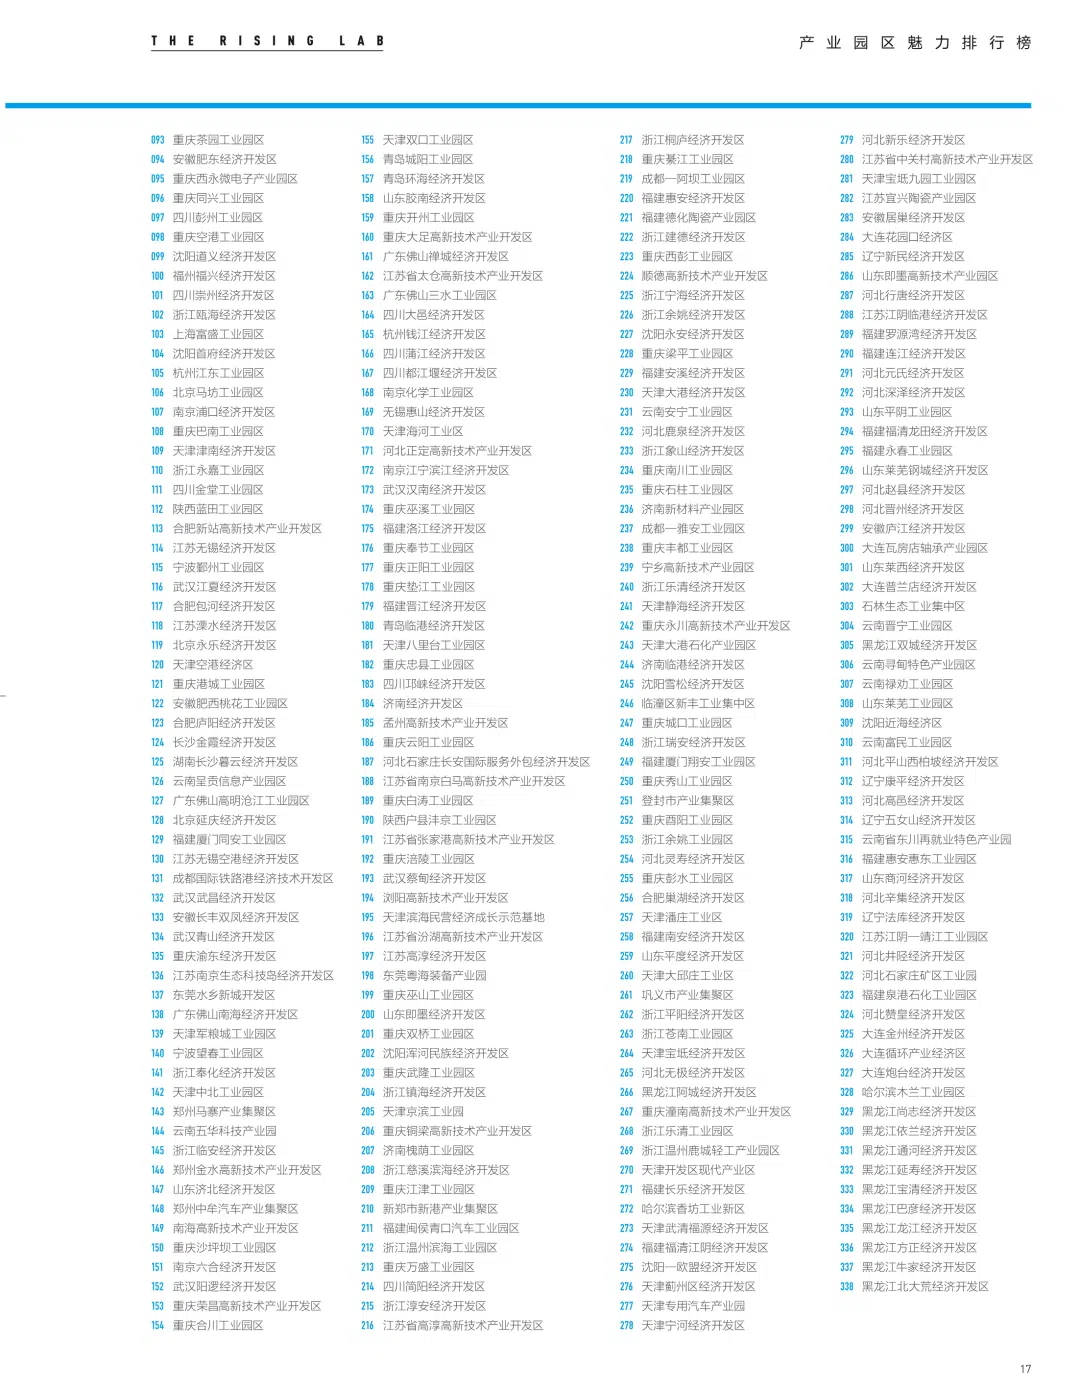 THE RISING LAB
产业园区魅力排行榜
093 重庆茶园工业园区
094 安徽肥东经济开发区
095 重庆西永微电子产业园区
096 重庆同兴工业园区
097 四川彭州工业园区
098 重庆空港工业园区
099 沈阳道义经济开发区
100 福州福兴经济开发区
101 四川崇州经济开发区
102 浙江瓯海经济开发区
103 上海富盛工业园区
104 沈阳首府经济开发区
105 杭州江东工业园区
106 北京马坊工业园区
107 南京浦口经济开发区
108 重庆巴南工业园区
109 天津津南经济开发区
110 浙江永嘉工业园区
111 四川金堂工业园区
112 陕西蓝田工业园区
113 合肥新站高新技术产业开发区
114 江苏无锡经济开发区
115 宁波鄞州工业园区
116 武汉江夏经济开发区
117 合肥包河经济开发区
118 江苏溧水经济开发区
119 北京永乐经济开发区
120 天津空港经济区
121 重庆港城工业园区
122 安徽肥西桃花工业园区
123 合肥庐阳经济开发区
124 长沙金霞经济开发区
125 湖南长沙暮云经济开发区
126 云南呈贡信息产业园区
127 广东佛山高明沧江工业园区
128 北京延庆经济开发区
129 福建厦门同安工业园区
130 江苏无锡空港经济开发区
131 成都国际铁路港经济技术开发区
132 武汉武昌经济开发区
133 安徽长丰双凤经济开发区
134 武汉青山经济开发区
135 重庆渝东经济开发区
136 江苏南京生态科技岛经济开发区
137 东莞水乡新城开发区
138 广东佛山南海经济开发区
139 天津军粮城工业园区
140 宁波望春工业园区
141 浙江奉化经济开发区
142 天津中北工业园区
143 郑州马寨产业集聚区
144 云南五华科技产业园
145 浙江临安经济开发区
146 郑州金水高新技术产业开发区
147 山东济北经济开发区
148 郑州中牟汽车产业集聚区
149 南海高新技术产业开发区
150 重庆沙坪坝工业园区
151 南京六合经济开发区
152 武汉阳逻经济开发区
153 重庆荣昌高新技术产业开发区
154 重庆合川工业园区
155 天津双口工业园区
156 青岛城阳工业园区
157 青岛环海经济开发区
158 山东胶南经济开发区
159 重庆开州工业园区
160 重庆大足高新技术产业开发区
161 广东佛山禅城经济开发区
162 江苏省太仓高新技术产业开发区
163 广东佛山三水工业园区
164 四川大邑经济开发区
165 杭州钱江经济开发区
166 四川蒲江经济开发区
167 四川都江堰经济开发区
168 南京化学工业园区
169 无锡惠山经济开发区
170 天津海河工业区
171 河北正定高新技术产业开发区
172 南京江宁滨江经济开发区
173 武汉汉南经济开发区
174 重庆巫溪工业园区
175 福建洛江经济开发区
176 重庆奉节工业园区
177 重庆正阳工业园区
178 重庆垫江工业园区
179 福建晋江经济开发区
180 青岛临港经济开发区
181 天津八里台工业园区
182 重庆忠县工业园区
183 四川邛崃经济开发区
184 济南经济开发区
185 孟州高新技术产业开发区
186 重庆云阳工业园区
187 河北石家庄长安国际服务外包经济开发区
188 江苏省南京白马高新技术产业开发区
189 重庆白涛工业园区
190 陕西户县沣京工业园区
191 江苏省张家港高新技术产业开发区
192 重庆涪陵工业园区
193 武汉蔡甸经济开发区
194 浏阳高新技术产业开发区
195 天津滨海民营经济成长示范基地
196 江苏省汾湖高新技术产业开发区
197 江苏高淳经济开发区
198 东莞粤海装备产业园
199 重庆巫山工业园区
200 山东即墨经济开发区
201 重庆双桥工业园区
202 沈阳浑河民族经济开发区
203 重庆武隆工业园区
204 浙江镇海经济开发区
205 天津京滨工业园
206 重庆铜梁高新技术产业开发区
207 济南槐荫工业园区
208 浙江慈溪滨海经济开发区
209 重庆江津工业园区
210 新郑市新港产业集聚区
211 福建闽侯青口汽车工业园区
212 浙江温州滨海工业园区
213 重庆万盛工业园区
214 四川简阳经济开发区
215 浙江淳安经济开发区
216 江苏省高淳高新技术产业开发区
217 浙江桐庐经济开发区
218 重庆綦江工业园区
219 成都—阿坝工业园区
220 福建惠安经济开发区
221 福建德化陶瓷产业园区
222 浙江建德经济开发区
223 重庆西彭工业园区
224 顺德高新技术产业开发区
225 浙江宁海经济开发区
226 浙江余姚经济开发区
227 沈阳永安经济开发区
228 重庆梁平工业园区
229 福建安溪经济开发区
230 天津大港经济开发区
231 云南安宁工业园区
232 河北鹿泉经济开发区
233 浙江象山经济开发区
234 重庆南川工业园区
235 重庆石柱工业园区
236 济南新材料产业园区
237 成都—雅安工业园区
238 重庆丰都工业园区
239 宁乡高新技术产业园区
240 浙江乐清经济开发区
241 天津静海经济开发区
242 重庆永川高新技术产业开发区
243 天津大港石化产业园区
244 济南临港经济开发区
245 沈阳雪松经济开发区
246 临潼区新丰工业集中区
247 重庆城口工业园区
248 浙江瑞安经济开发区
249 福建厦门翔安工业园区
250 重庆秀山工业园区
251 登封市产业集聚区
252 重庆酉阳工业园区
253 浙江余姚工业园区
254 河北灵寿经济开发区
255 重庆彭水工业园区
256 合肥巢湖经济开发区
257 天津潘庄工业区
258 福建南安经济开发区
259 山东平度经济开发区
260 天津大邱庄工业区
261 巩义市产业集聚区
262 浙江平阳经济开发区
263 浙江苍南工业园区
264 天津宝坻经济开发区
265 河北无极经济开发区
266 黑龙江阿城经济开发区
267 重庆潼南高新技术产业开发区
268 浙江乐清工业园区
269 浙江温州鹿城轻工产业园区
270 天津开发区现代产业区
271 福建长乐经济开发区
272 哈尔滨香坊工业新区
273 天津武清福源经济开发区
274 福建福清江阴经济开发区
275 沈阳—欧盟经济开发区
276 天津蓟州区经济开发区
277 天津专用汽车产业园
278 天津宁河经济开发区
279 河北新乐经济开发区
280 江苏省中关村高新技术产业开发区
281 天津宝坻九园工业园区
282 江苏宜兴陶瓷产业园区
283 安徽居巢经济开发区
284 大连花园口经济区
285 辽宁新民经济开发区
286 山东即墨高新技术产业园区
287 河北行唐经济开发区
288 江苏江阴临港经济开发区
289 福建罗源湾经济开发区
290 福建连江经济开发区
291 河北元氏经济开发区
292 河北深泽经济开发区
293 山东平阴工业园区
294 福建福清龙田经济开发区
295 福建永春工业园区
296 山东莱芜钢城经济开发区
297 河北赵县经济开发区
298 河北晋州经济开发区
299 安徽庐江经济开发区
300 大连瓦房店轴承产业园区
301 山东莱西经济开发区
302 大连普兰店经济开发区
303 石林生态工业集中区
304 云南晋宁工业园区
305 黑龙江双城经济开发区
306 云南寻甸特色产业园区
307 云南禄劝工业园区
308 山东莱芜工业园区
309 沈阳近海经济区
310 云南富民工业园区
311 河北平山西柏坡经济开发区
312 辽宁康平经济开发区
313 河北高邑经济开发区
314 辽宁五女山经济开发区
315 云南省东川再就业特色产业园
316 福建惠安惠东工业园区
317 山东商河经济开发区
318 河北辛集经济开发区
319 辽宁法库经济开发区
320 江苏江阴—靖江工业园区
321 河北井陉经济开发区
322 河北石家庄矿区工业园
323 福建泉港石化工业园区
324 河北赞皇经济开发区
325 大连金州经济开发区
326 大连循环产业经济区
327 大连炮台经济开发区
328 哈尔滨木兰工业园区
329 黑龙江尚志经济开发区
330 黑龙江依兰经济开发区
331 黑龙江通河经济开发区
332 黑龙江延寿经济开发区
333 黑龙江宝清经济开发区
334 黑龙江巴彦经济开发区
335 黑龙江龙江经济开发区
336 黑龙江方正经济开发区
337 黑龙江牛家经济开发区
338 黑龙江北大荒经济开发区
17